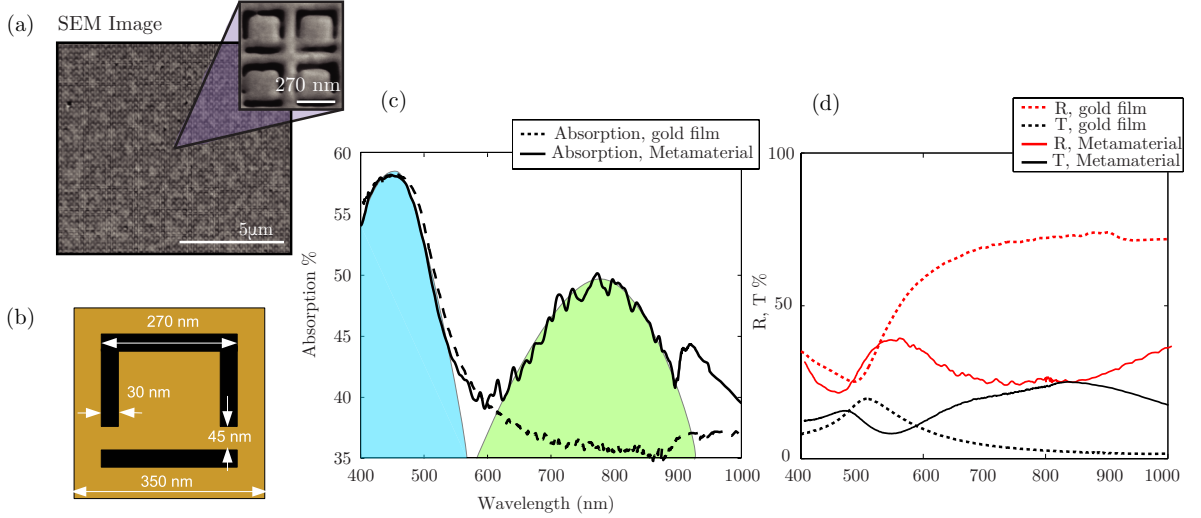 (a)
SEM Image
270 nm
5μm
(b)
270 nm
30 nm
45 nm
350 nm
(c)
Absorption, gold film
Absorption, Metamaterial
60
55
50
45
40
35
Absorption %
400 500 600 700 800 900 1000
Wavelength (nm)
(d)
R, gold film
T, gold film
R, Metamaterial
T, Metamaterial
100
50
0
R, T %
400 500 600 700 800 900 1000